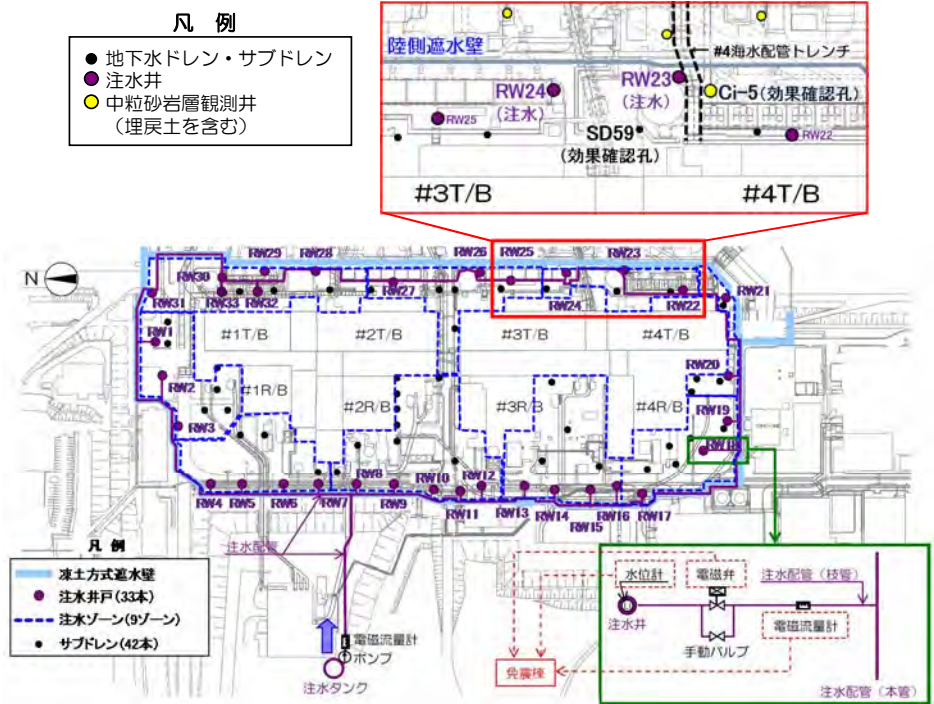 凡 例
地下水ドレン・サブドレン
注水井
中粒砂岩層観測井
（埋戻土を含む）
陸側遮水壁
#4海水配管トレンチ
RW24
（注水）
RW23
（注水）
Ci-5(効果確認孔)
RW25
SD59
(効果確認孔)
RW22
#3T/B
#4T/B
N
RW29
RW28
RW26
RW25
RW23
RW30
RW27
RW31
RW33
RW32
RW24
RW22
RW21
RW1
#1T/B
#2T/B
#3T/B
#4T/B
RW2
RW20
#1R/B
#2R/B
#3R/B
#4R/B
RW3
RW19
RW18
RW4
RW5
RW6
RW7
RW8
RW9
RW10
RW11
RW12
RW13
RW14
RW15
RW16
RW17
注水配管
凡 例
凍土方式遮水壁
注水井戸(33本)
注水ゾーン(9ゾーン)
サブドレン(42本)
電磁流量計
ポンプ
注水タンク
水位計
電磁弁
注水配管（枝管）
注水井
手動バルブ
電磁流量計
免震棟
注水配管（本管）